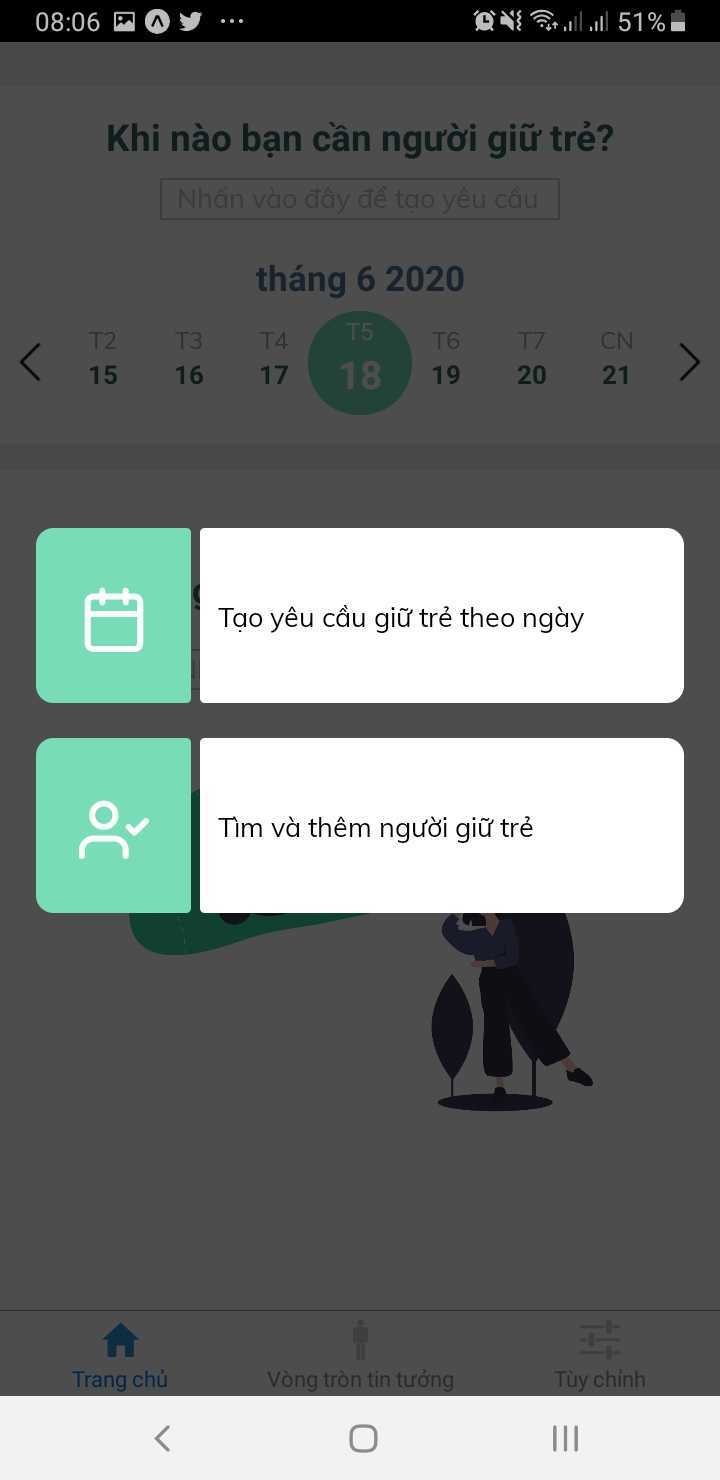 08:06 51%
Khi nào bạn cần người giữ trẻ?
Nhấn vào đây để tạo yêu cầu
tháng 6 2020
T2 T3 T4 T5 T6 T7 CN
15 16 17 18 19 20 21
Tạo yêu cầu giữ trẻ theo ngày
Tìm và thêm người giữ trẻ
Trang chủ Vòng tròn tin tưởng Tùy chỉnh